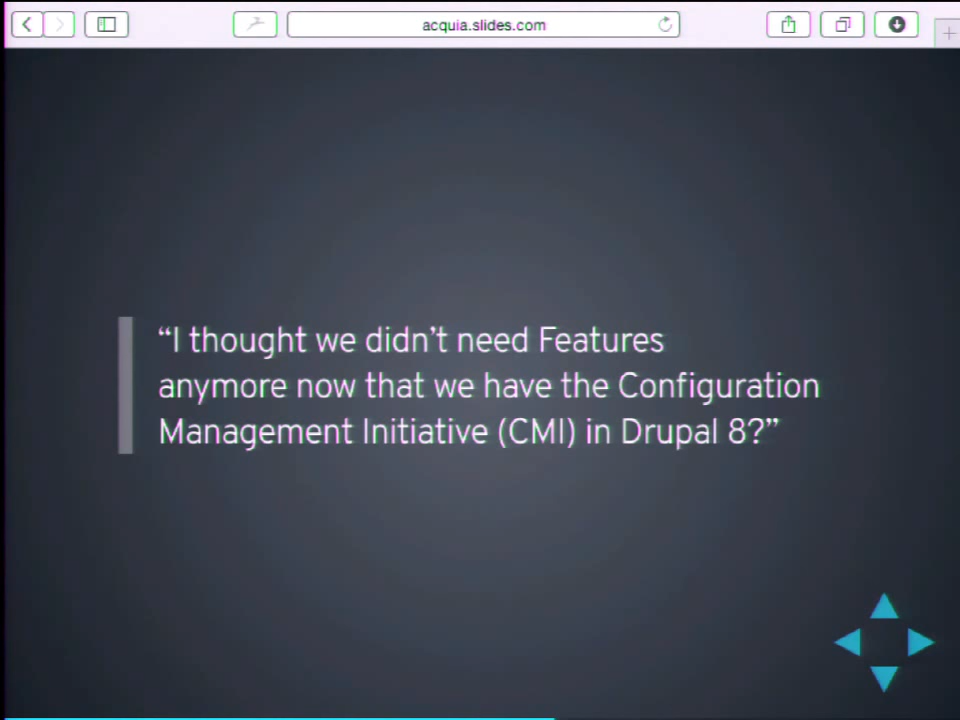 acquia.slides.com
“I thought we didn’t need Features
anymore now that we have the Configuration
Management Initiative (CMI) in Drupal 8?”